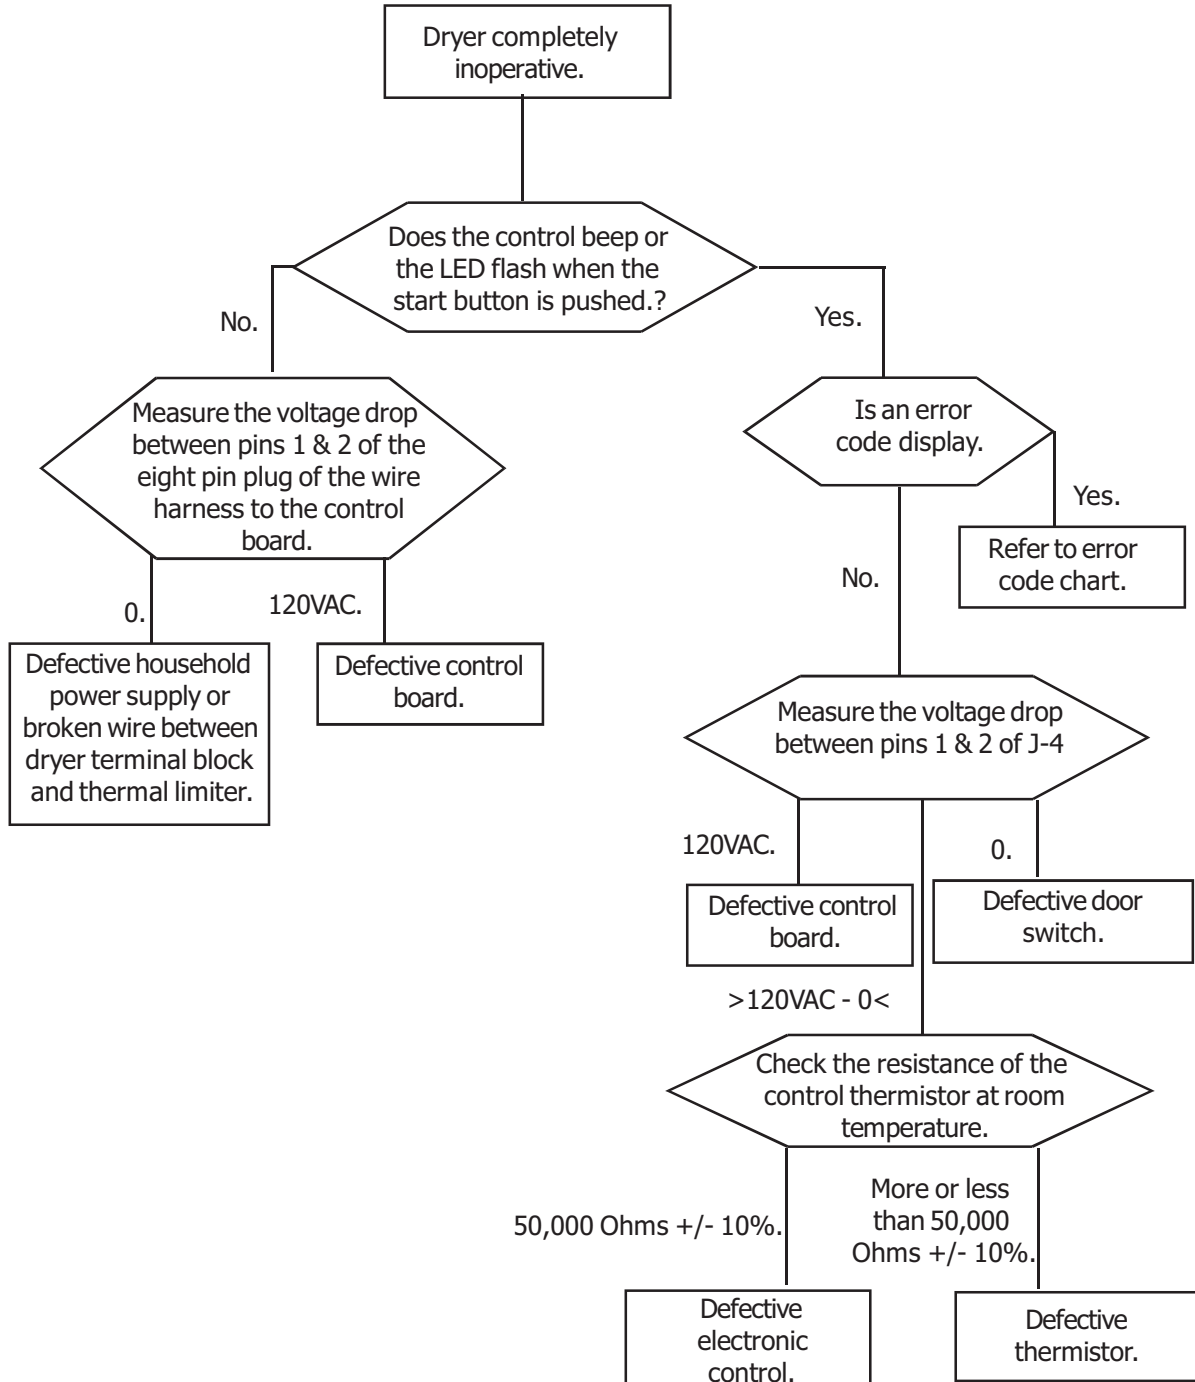 Dryer completely
inoperative.
Does the control beep or
the LED flash when the
start button is pushed.?
No.
Yes.
Measure the voltage drop
between pins 1 & 2 of the
eight pin plug of the wire
harness to the control
board.
Is an error
code display.
Yes.
Refer to error
code chart.
No.
0.
120VAC.
Defective household
power supply or
broken wire between
dryer terminal block
and thermal limiter.
Defective control
board.
Measure the voltage drop
between pins 1 & 2 of J-4
120VAC.
0.
Defective control
board.
Defective door
switch.
>120VAC - 0<
Check the resistance of the
control thermistor at room
temperature.
50,000 Ohms +/- 10%.
More or less
than 50,000
Ohms +/- 10%.
Defective
electronic
control.
Defective
thermistor.